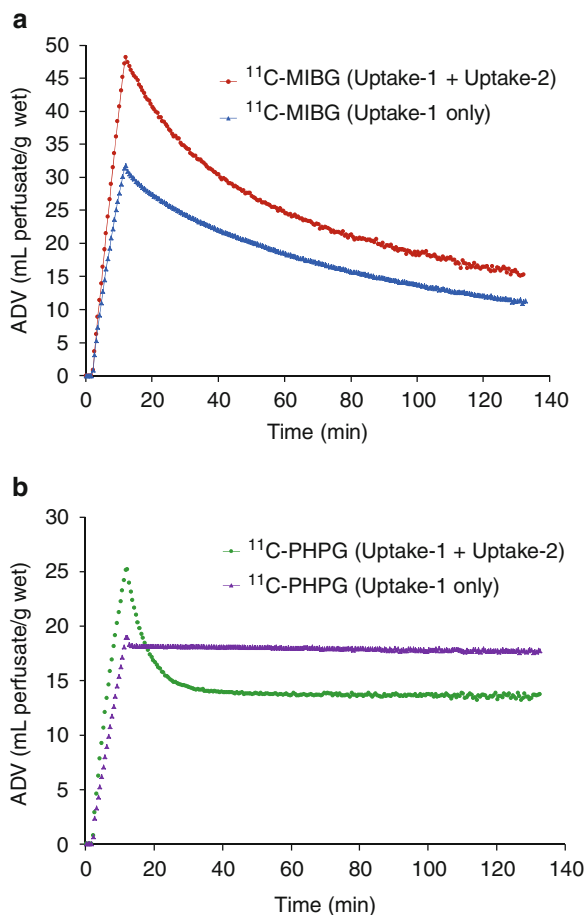 a
50
45
40
35
30
25
20
15
10
5
0
ADV (mL perfusate/g wet)
¹¹C-MIBG (Uptake-1 + Uptake-2)
¹¹C-MIBG (Uptake-1 only)
0 20 40 60 80 100 120 140
Time (min)
b
30
25
20
15
10
5
0
ADV (mL perfusate/g wet)
¹¹C-PHPG (Uptake-1 + Uptake-2)
¹¹C-PHPG (Uptake-1 only)
0 20 40 60 80 100 120 140
Time (min)